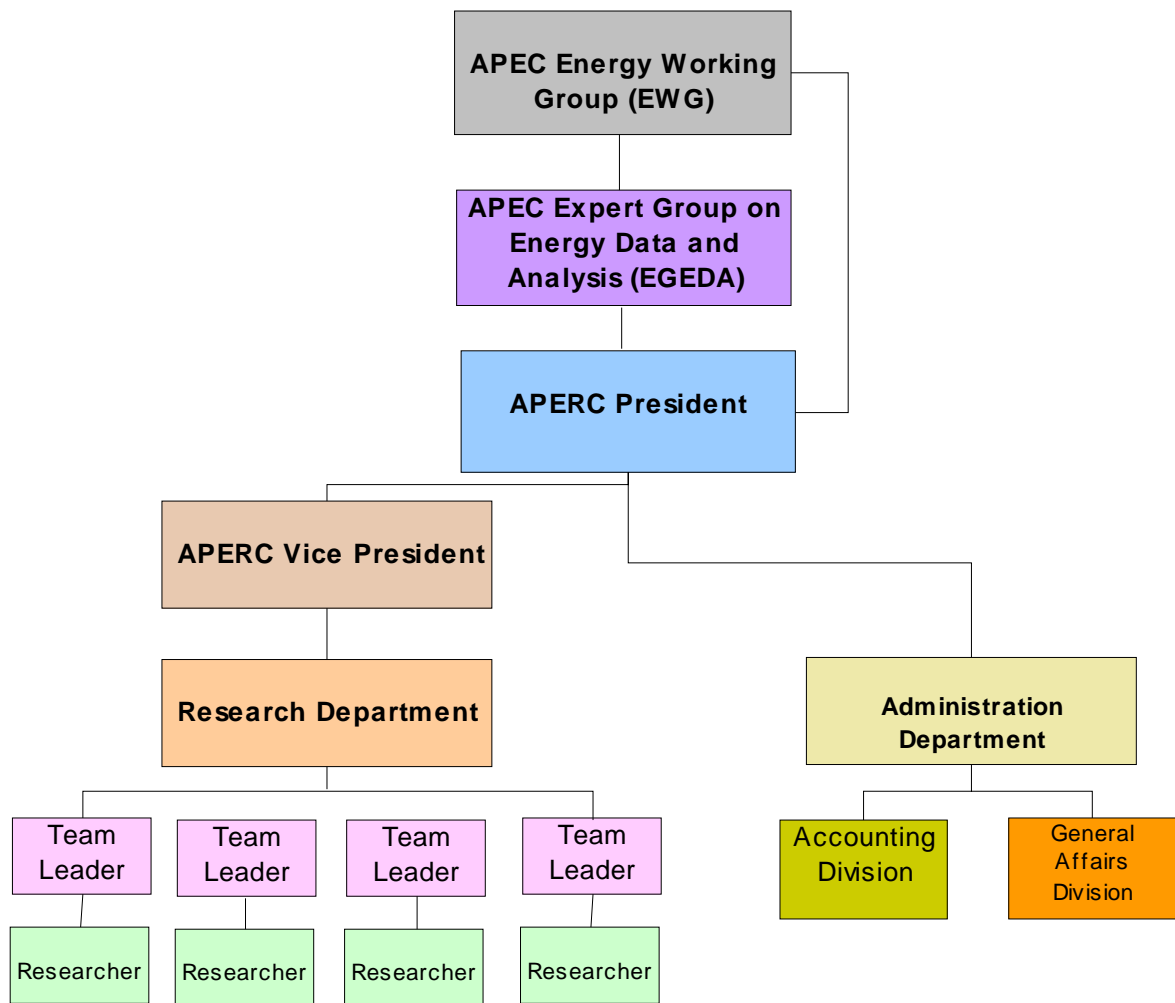 APEC Energy Working
Group (EWG)
APEC Expert Group on
Energy Data and
Analysis (EGEDA)
APERC President
APERC Vice President
Research Department
Administration
Department
Team
Leader
Team
Leader
Team
Leader
Team
Leader
Accounting
Division
General
Affairs
Division
Researcher
Researcher
Researcher
Researcher